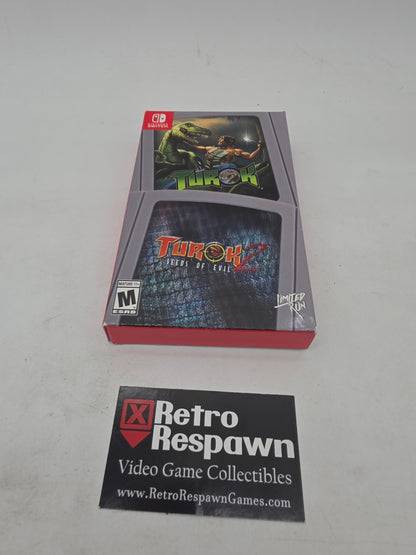 TUROK
TUROK 2
SEEDS OF EVIL
MATURE 17+
M
ESRB
LIMITED
RUN
X
Retro
Respawn
Video Game Collectibles
www.RetroRespawnGames.com